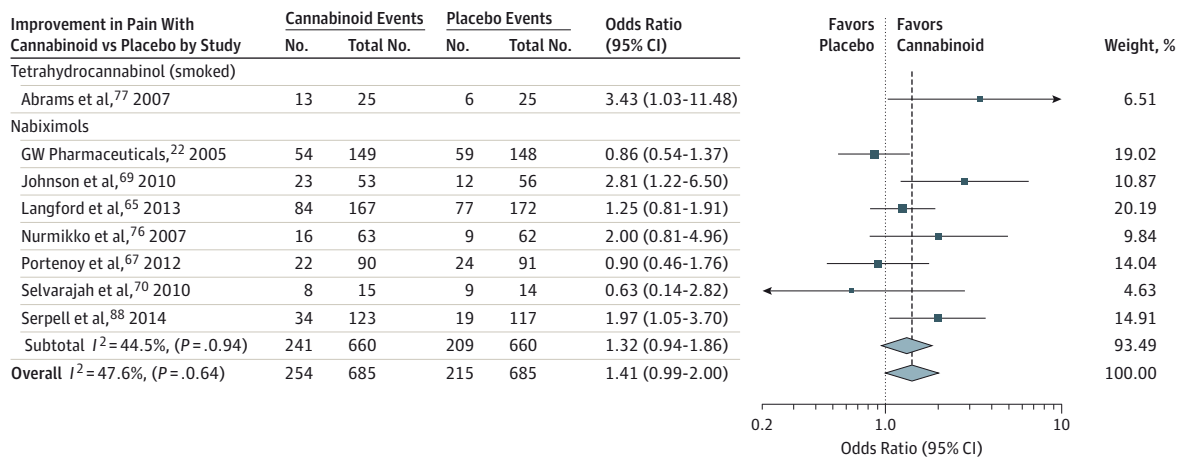 Improvement in Pain With Cannabinoid Events Placebo Events Odds Ratio Favors Favors
Cannabinoid vs Placebo by Study No. Total No. No. Total No. (95% CI) Placebo Cannabinoid Weight, %
Tetrahydrocannabinol (smoked)
Abrams et al,77 2007 13 25 6 25 3.43 (1.03-11.48) 6.51
Nabiximols
GW Pharmaceuticals,22 2005 54 149 59 148 0.86 (0.54-1.37) 19.02
Johnson et al,69 2010 23 53 12 56 2.81 (1.22-6.50) 10.87
Langford et al,65 2013 84 167 77 172 1.25 (0.81-1.91) 20.19
Nurmikko et al,76 2007 16 63 9 62 2.00 (0.81-4.96) 9.84
Portenoy et al,67 2012 22 90 24 91 0.90 (0.46-1.76) 14.04
Selvarajah et al,70 2010 8 15 9 14 0.63 (0.14-2.82) 4.63
Serpell et al,88 2014 34 123 19 117 1.97 (1.05-3.70) 14.91
Subtotal I2 = 44.5%, (P = .0.94) 241 660 209 660 1.32 (0.94-1.86) 93.49
Overall I2 = 47.6%, (P = .0.64) 254 685 215 685 1.41 (0.99-2.00) 100.00
0.2 1.0 10
Odds Ratio (95% CI)